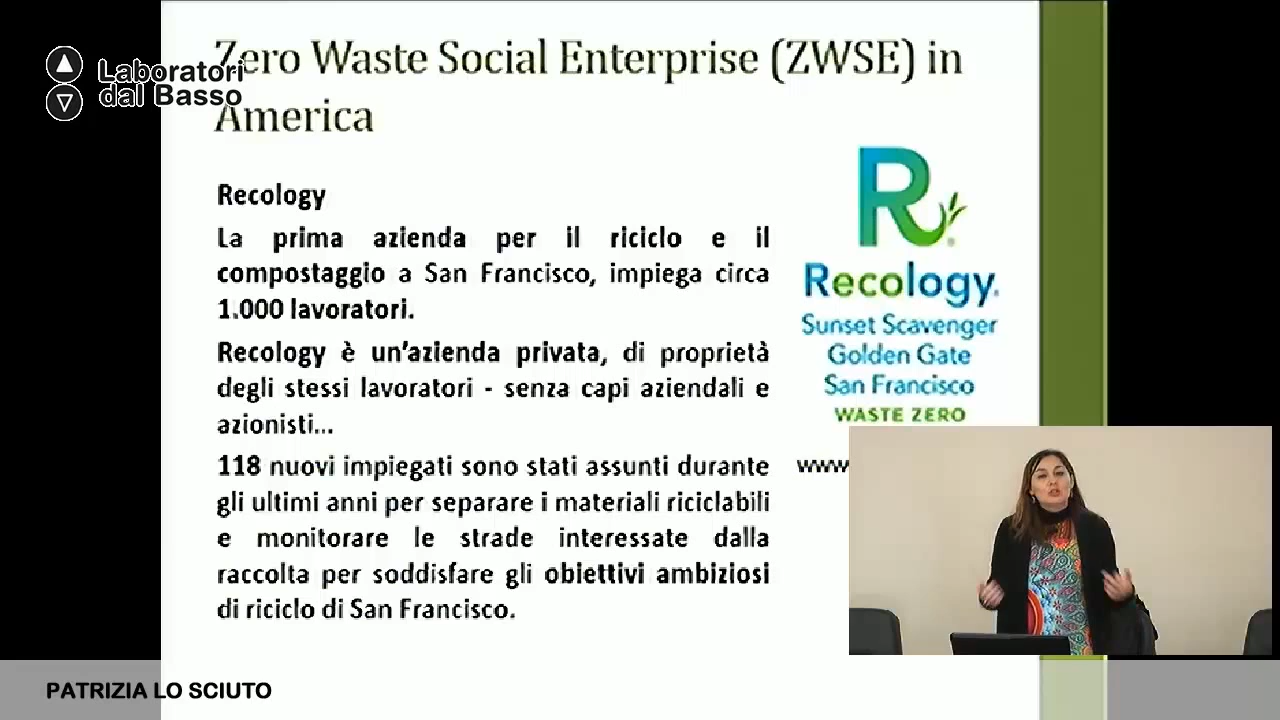 Laboratori
dal Basso
Zero Waste Social Enterprise (ZWSE) in
America
Recology
La prima azienda per il riciclo e il
compostaggio a San Francisco, impiega circa
1.000 lavoratori.
Recology è un’azienda privata, di proprietà
degli stessi lavoratori - senza capi aziendali e
azionisti...
118 nuovi impiegati sono stati assunti durante
gli ultimi anni per separare i materiali riciclabili
e monitorare le strade interessate dalla
raccolta per soddisfare gli obiettivi ambiziosi
di riciclo di San Francisco.
R
Recology.
Sunset Scavenger
Golden Gate
San Francisco
WASTE ZERO
www
PATRIZIA LO SCIUTO